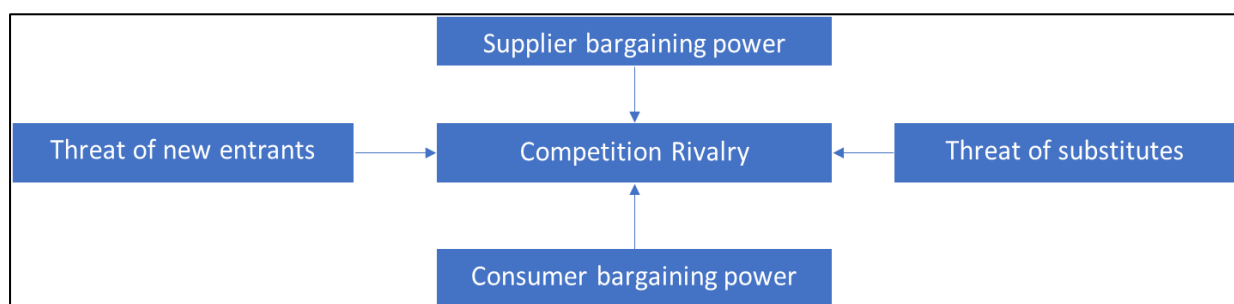 Supplier bargaining power
Threat of new entrants
Competition Rivalry
Threat of substitutes
Consumer bargaining power